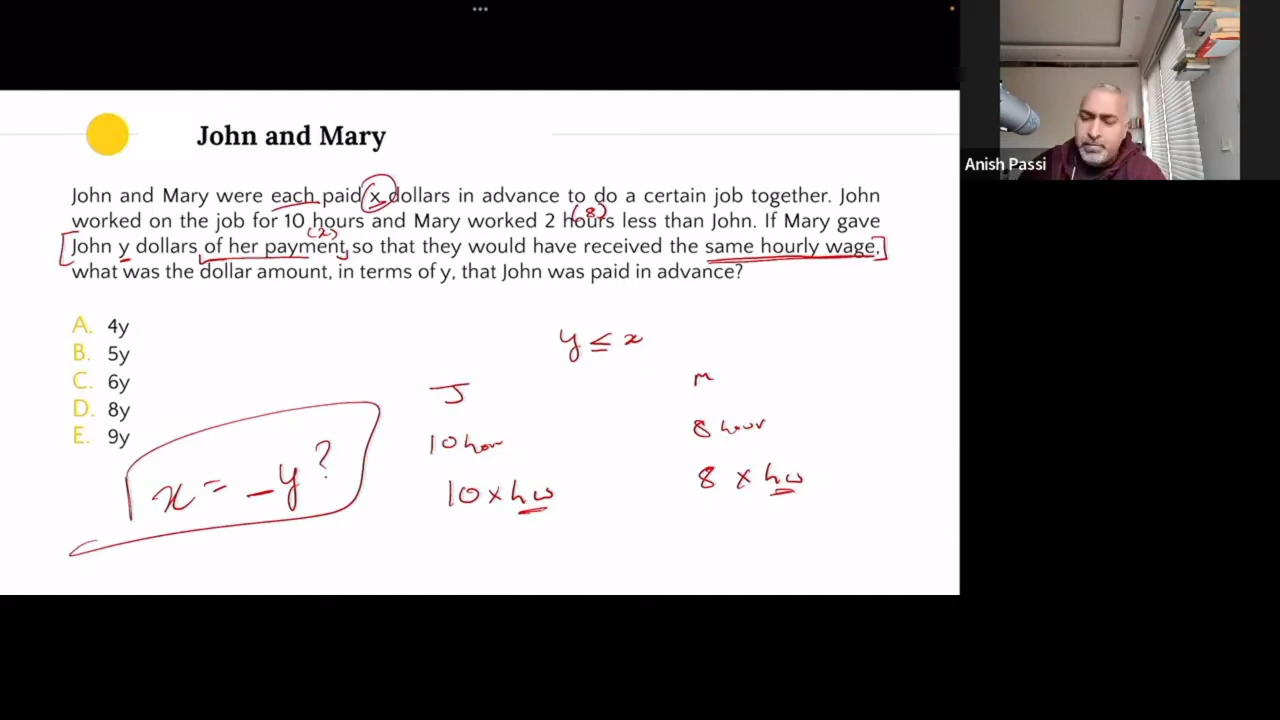 John and Mary
Anish Passi
John and Mary were each paid x dollars in advance to do a certain job together. John
(8)
worked on the job for 10 hours and Mary worked 2 hours less than John. If Mary gave
(x)
John y dollars of her payment so that they would have received the same hourly wage,
what was the dollar amount, in terms of y, that John was paid in advance?
A. 4y
B. 5y
C. 6y
D. 8y
E. 9y
y ≤ x
J M
10 hour 8 hour
10 × hw 8 × hw
x = _ y ?